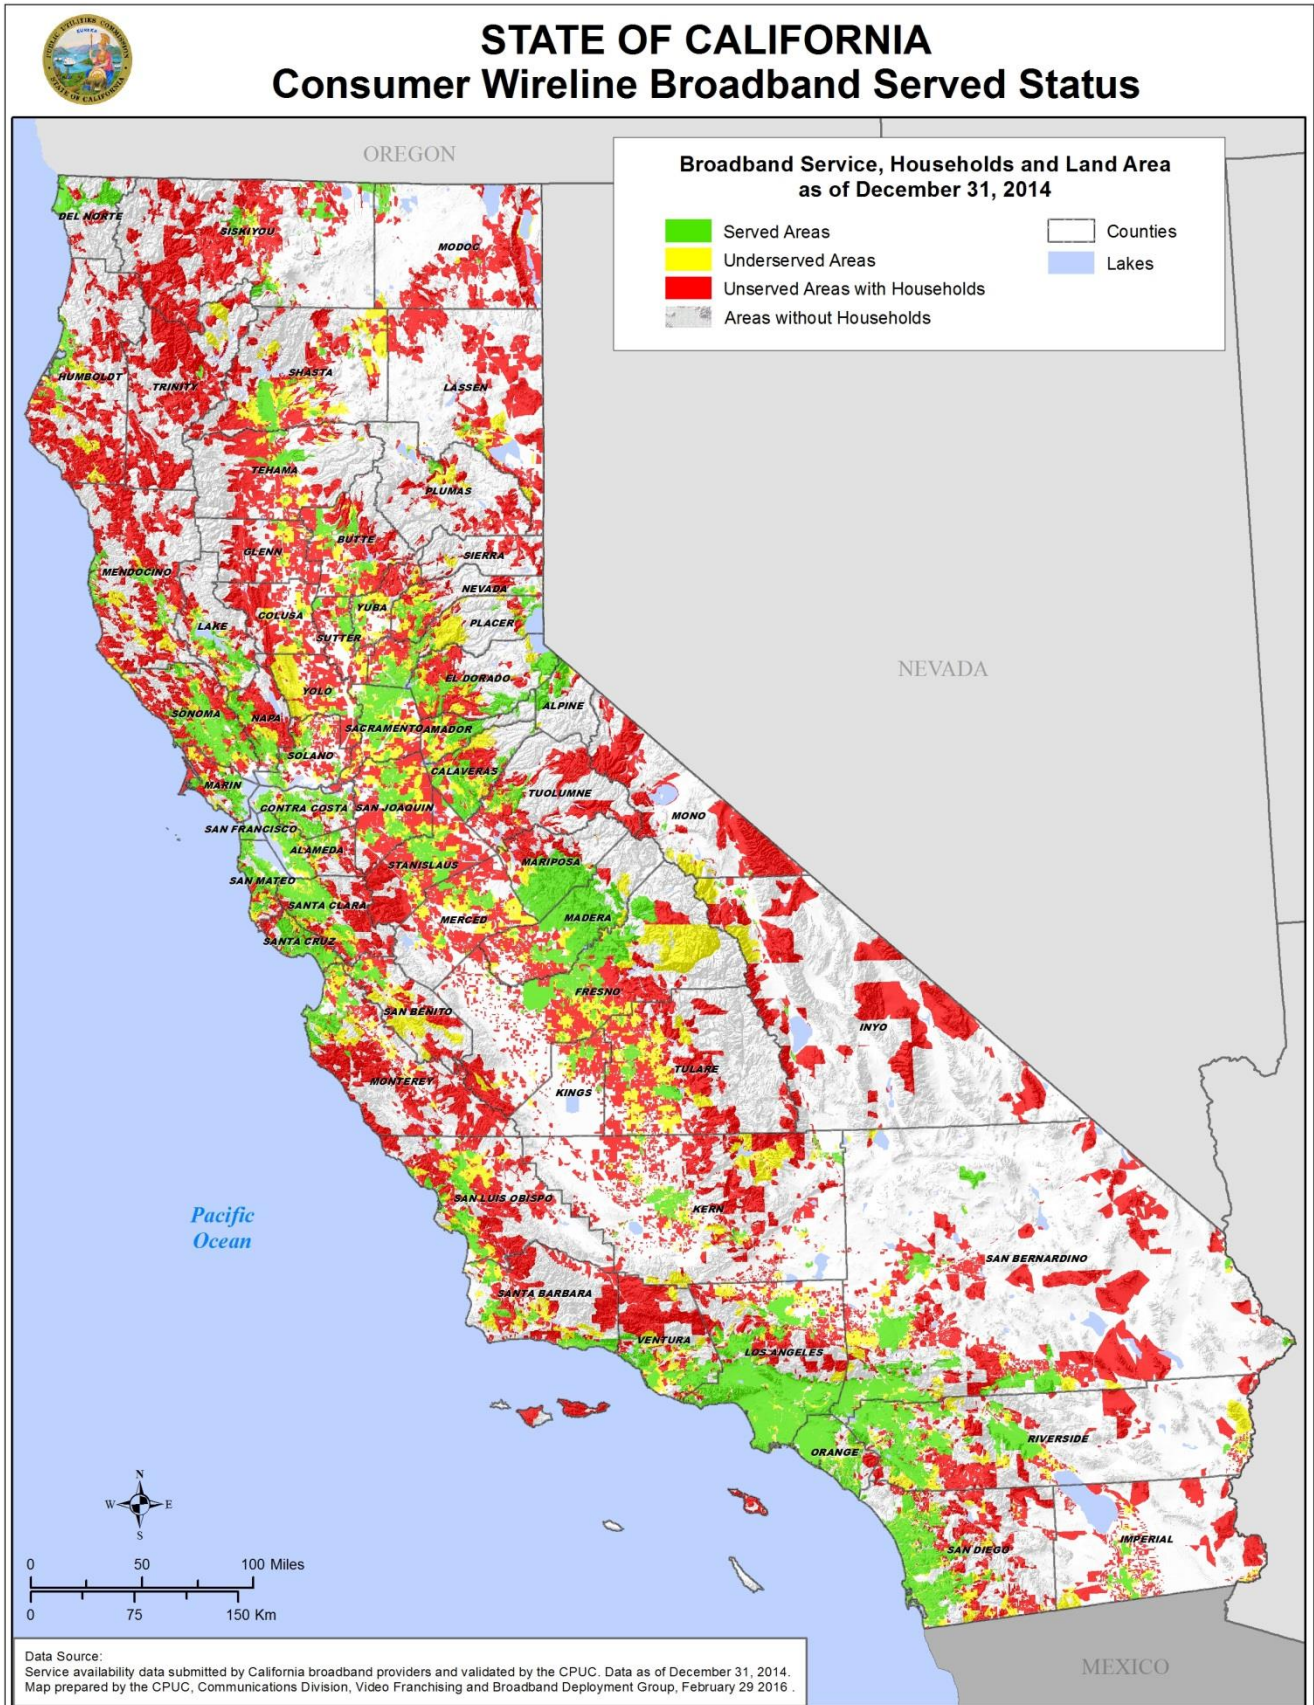 PUBLIC UTILITIES COMMISSION
EUREKA
STATE OF CALIFORNIA
STATE OF CALIFORNIA
Consumer Wireline Broadband Served Status
OREGON
Broadband Service, Households and Land Area
as of December 31, 2014
Served Areas
Counties
Underserved Areas
Lakes
Unserved Areas with Households
Areas without Households
DEL NORTE
SISKIYOU
MODOC
HUMBOLDT
TRINITY
SHASTA
LASSEN
TEHAMA
PLUMAS
GLENN
BUTTE
SIERRA
MENDOCINO
NEVADA
COLUSA
YUBA
LAKE
SUTTER
PLACER
NEVADA
YOLO
EL DORADO
ALPINE
SONOMA
NAPA
SACRAMENTO
AMADOR
SOLANO
MARIN
CALAVERAS
TUOLUMNE
CONTRA COSTA
SAN JOAQUIN
MONO
SAN FRANCISCO
ALAMEDA
STANISLAUS
MARIPOSA
SAN MATEO
SANTA CLARA
MERCED
MADERA
SANTA CRUZ
FRESNO
SAN BENITO
INYO
MONTEREY
TULARE
KINGS
SAN LUIS OBISPO
KERN
Pacific
Ocean
SAN BERNARDINO
SANTA BARBARA
VENTURA
LOS ANGELES
ORANGE
RIVERSIDE
SAN DIEGO
IMPERIAL
N
W E
S
0 50 100 Miles
0 75 150 Km
MEXICO
Data Source:
Service availability data submitted by California broadband providers and validated by the CPUC. Data as of December 31, 2014.
Map prepared by the CPUC, Communications Division, Video Franchising and Broadband Deployment Group, February 29 2016 .